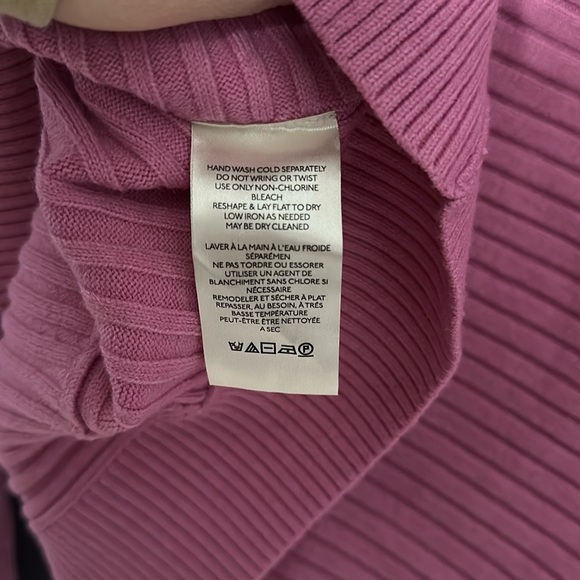 HAND WASH COLD SEPARATELY
DO NOT WRING OR TWIST
USE ONLY NON-CHLORINE
BLEACH
RESHAPE & LAY FLAT TO DRY
LOW IRON AS NEEDED
MAY BE DRY CLEANED
LAVER À LA MAIN À L'EAU FROIDE
SÉPARÉMEN
NE PAS TORDRE OU ESSORER
UTILISER UN AGENT DE
BLANCHIMENT SANS CHLORE SI
NÉCESSAIRE
REMODELER ET SÉCHER À PLAT
REPASSER, AU BESOIN, À TRÉS
BASSE TEMPÉRATURE
PEUT-ÊTRE ÊTRE NETTOYÉE
A SEC
P